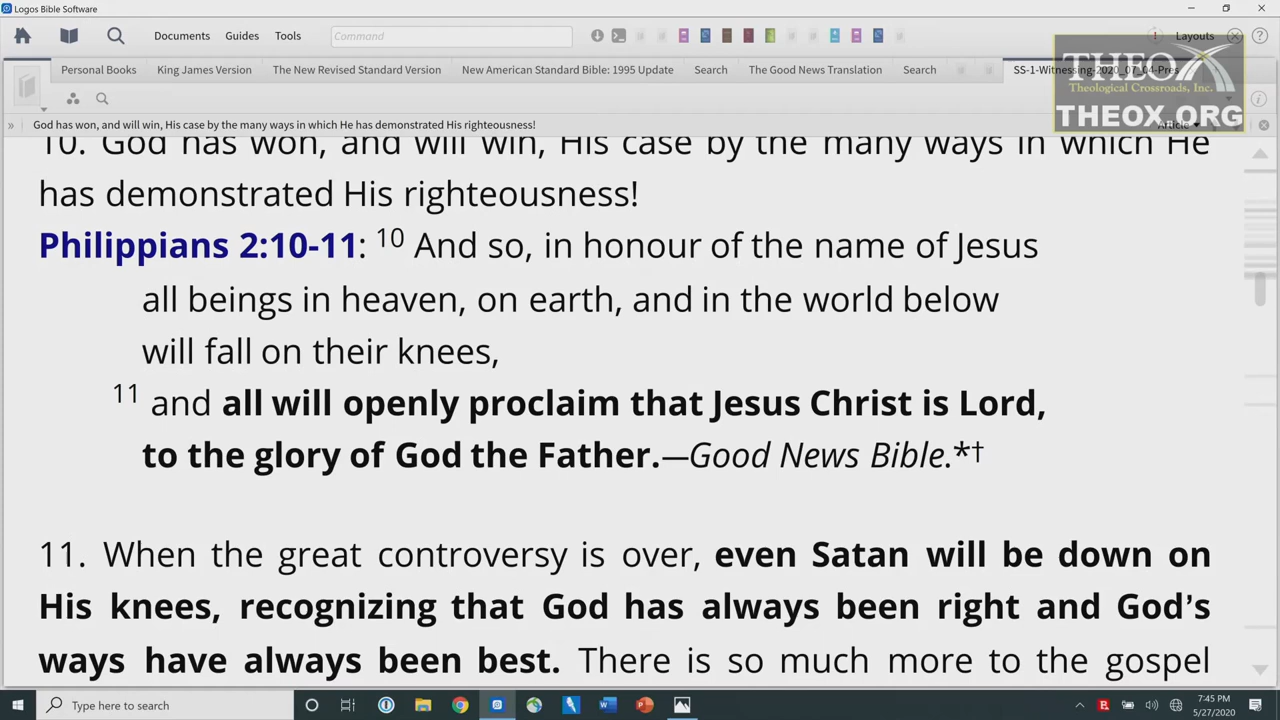 Logos Bible Software
Documents Guides Tools Command Layouts
Personal Books King James Version The New Revised New American Standard Bible: 1995 Update Search The Good News Translation Search SS-1-Witnessing-2020_07_04-Pres
THEOX
Theological Crossroads, Inc.
THEOX.ORG
God has won, and will win, His case by the many ways in which He has demonstrated His righteousness! Article
10. God has won, and will win, His case by the many ways in which He
has demonstrated His righteousness!
Philippians 2:10-11: 10 And so, in honour of the name of Jesus
all beings in heaven, on earth, and in the world below
will fall on their knees,
11 and all will openly proclaim that Jesus Christ is Lord,
to the glory of God the Father.—Good News Bible.*†
11. When the great controversy is over, even Satan will be down on
His knees, recognizing that God has always been right and God's
ways have always been best. There is so much more to the gospel
Type here to search
7:45 PM
5/27/2020